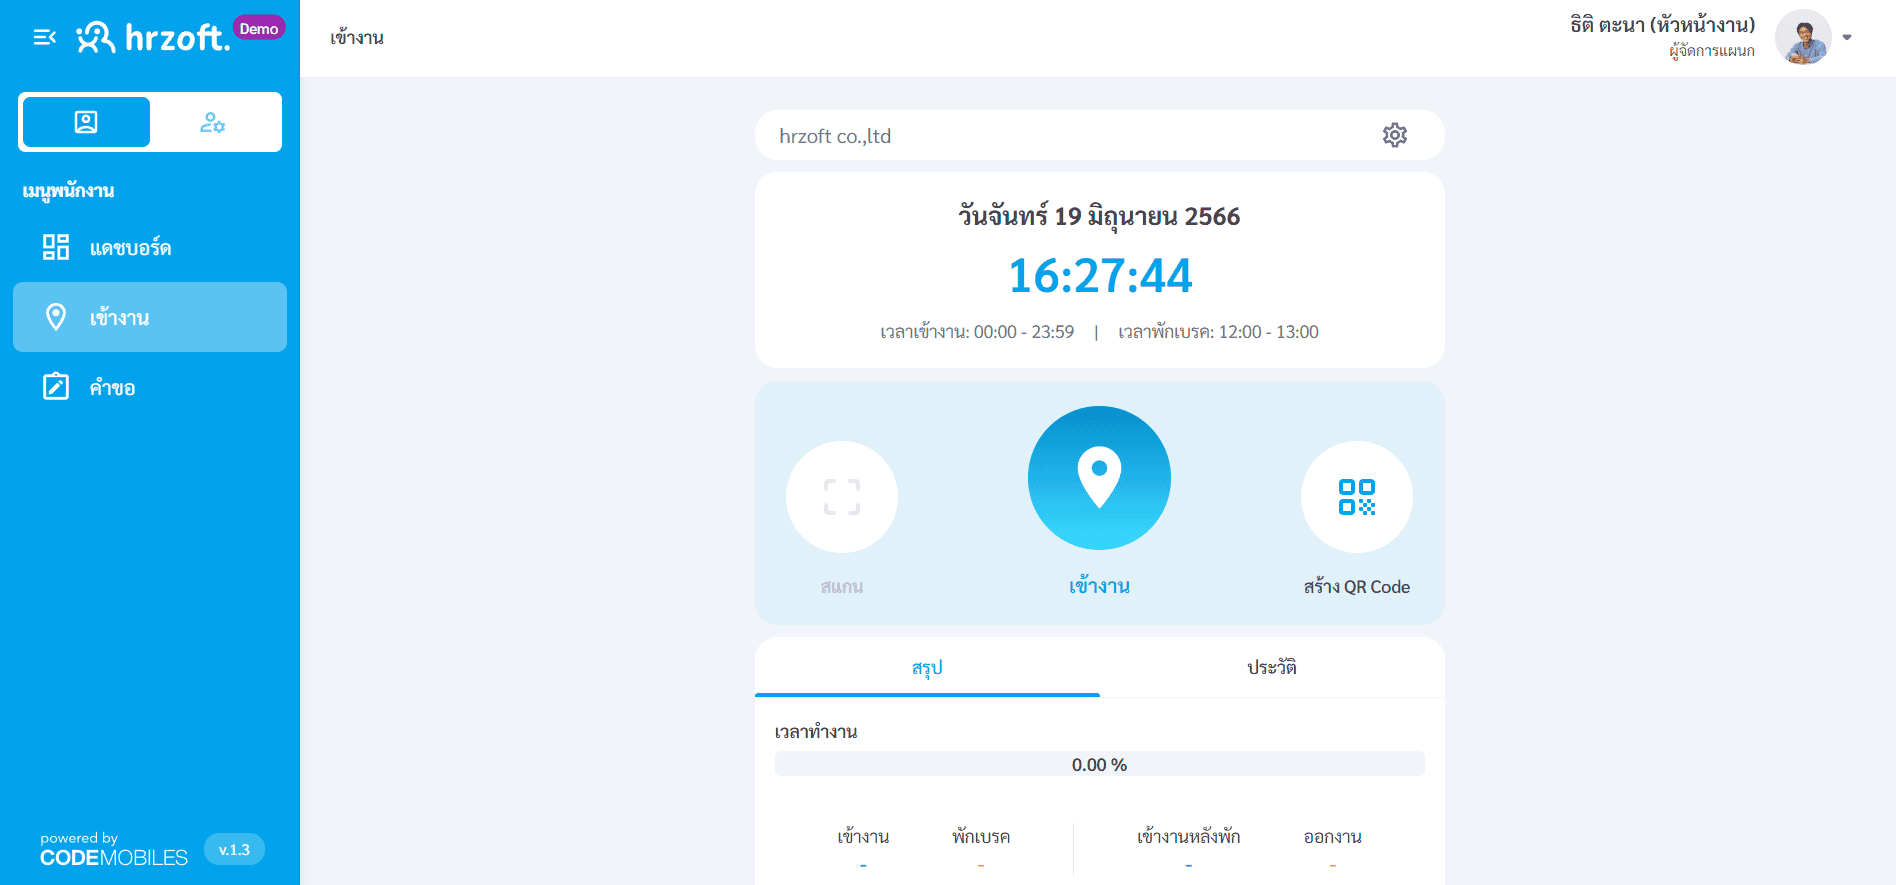 hrzoft.
Demo
เมนูพนักงาน
แดชบอร์ด
เข้างาน
คำขอ
powered by
CODEMOBILES
v.1.3
เข้างาน
ธิติ ตะนา (หัวหน้างาน)
ผู้จัดการแผนก
hrzoft co.,ltd
วันจันทร์ 19 มิถุนายน 2566
16:27:44
เวลาเข้างาน: 00:00 - 23:59 | เวลาพักเบรค: 12:00 - 13:00
สแกน
เข้างาน
สร้าง QR Code
สรุป
ประวัติ
เวลาทำงาน
0.00 %
เข้างาน พักเบรค เข้างานหลังพัก ออกงาน
- - - -